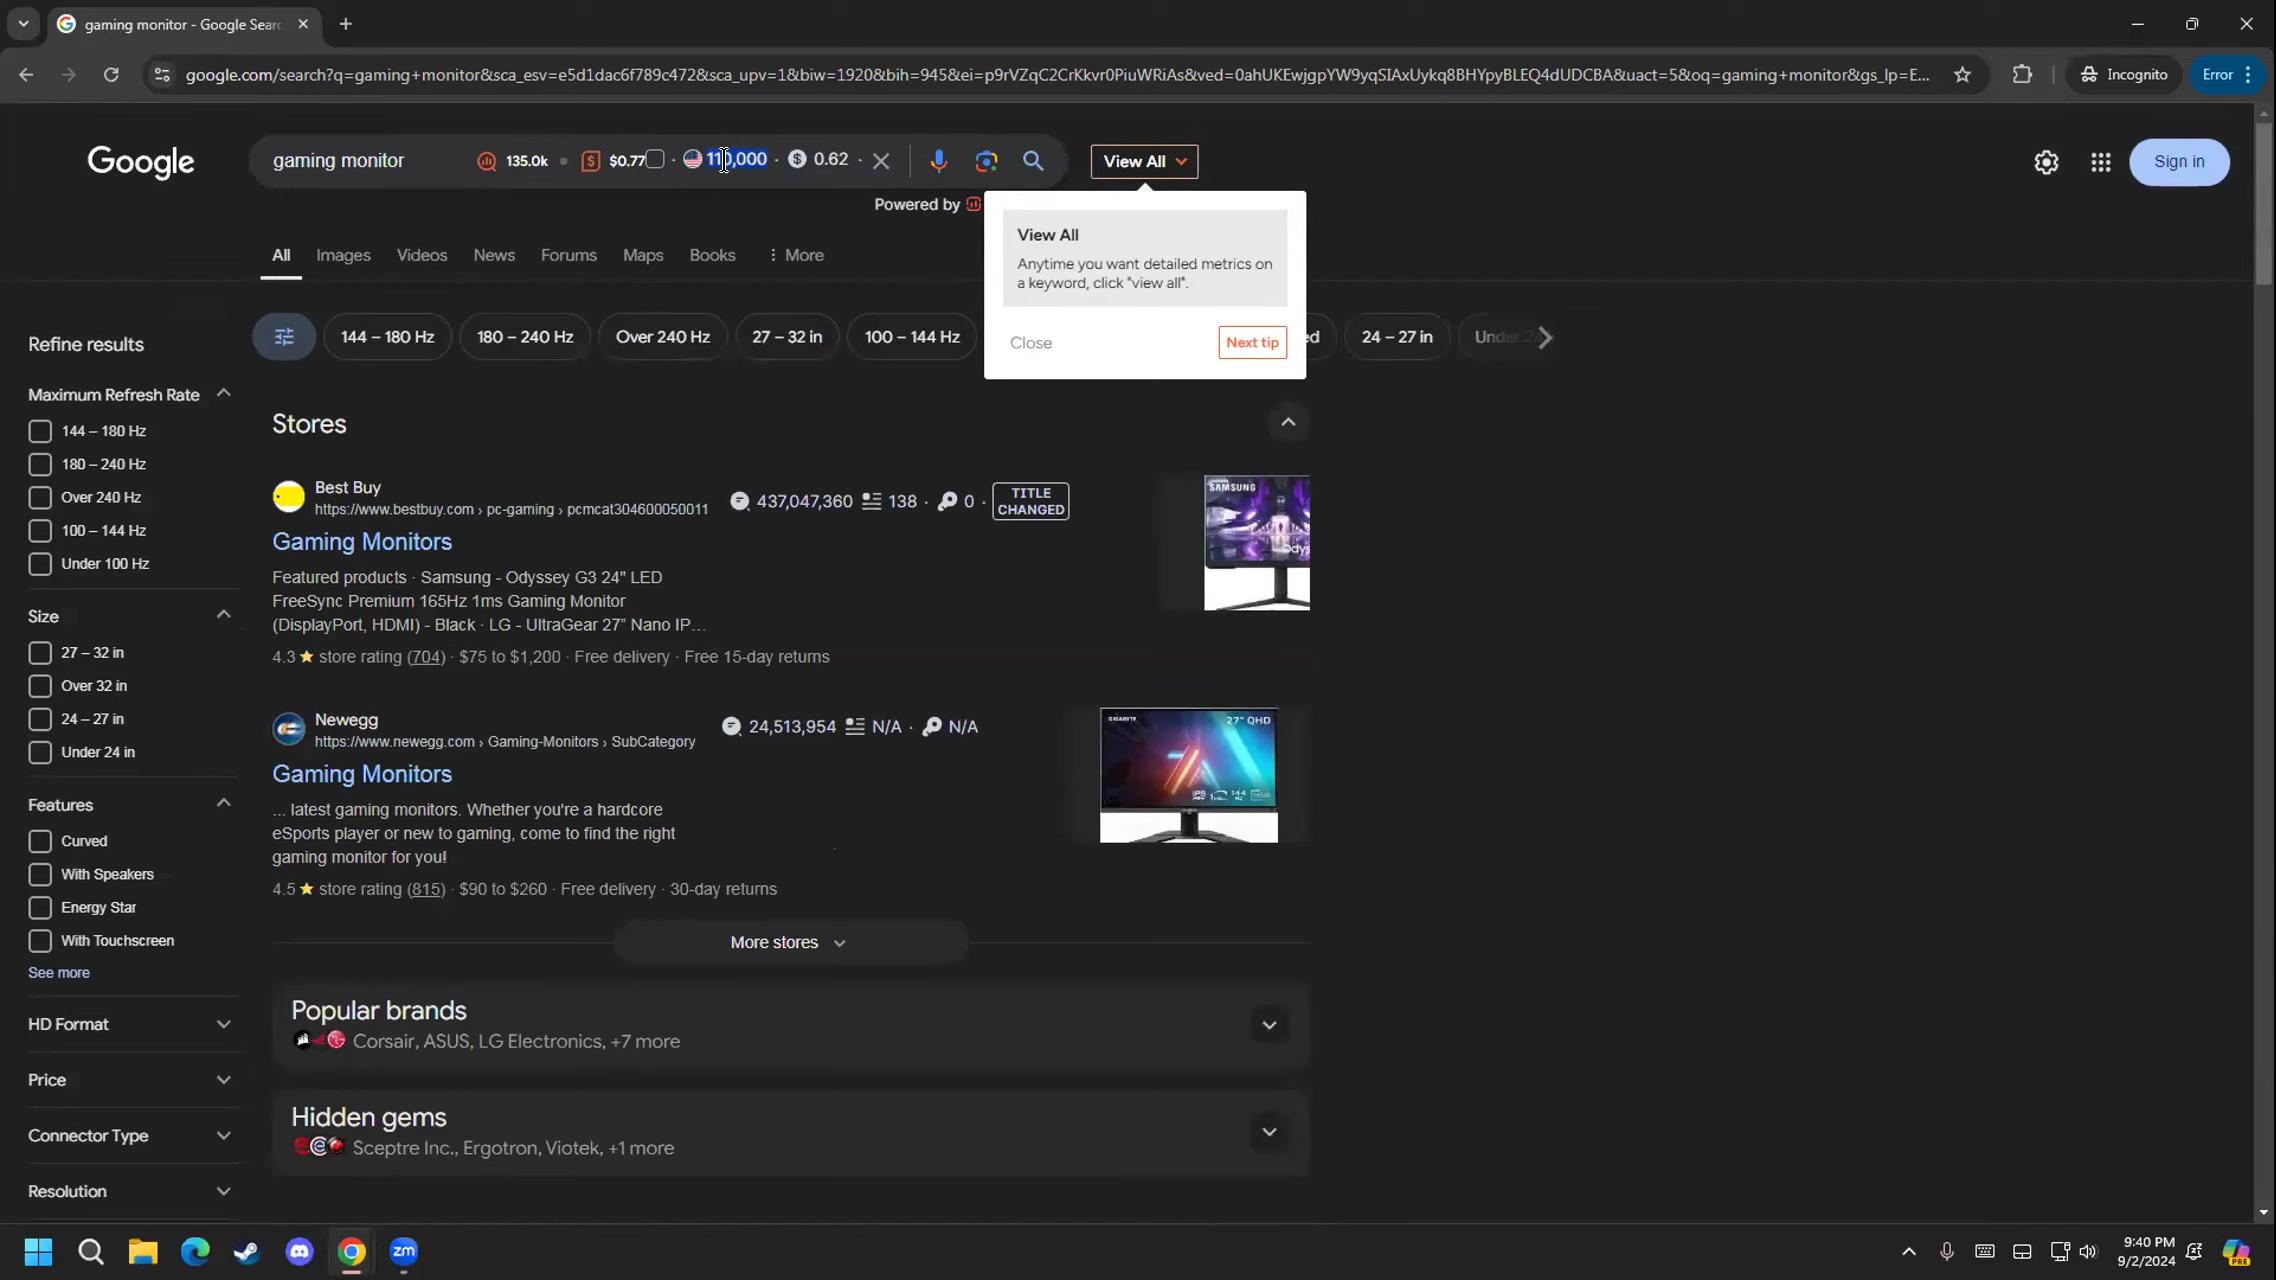 gaming monitor - Google Sear
google.com/search?q=gaming+monitor&sca_esv=e5d1dac6f789c472&sca_upv=1&biw=1920&bih=945&ei=p9rVZqC2CrKkvr0PiuWRiAs&ved=0ahUKEwjgpYW9yqSIAxUykq8BHYpyBLEQ4dUDCBA&uact=5&oq=gaming+monitor&gs_lp=E...
Incognito
Error
Google
gaming monitor
135.0k
$0.77
110,000 · 0.62 ·
View All
Sign in
Powered by
View All
Anytime you want detailed metrics on
a keyword, click "view all".
Close
Next tip
All
Images
Videos
News
Forums
Maps
Books
More
144 – 180 Hz
180 – 240 Hz
Over 240 Hz
27 – 32 in
100 – 144 Hz
24 – 27 in
Refine results
Maximum Refresh Rate
144 – 180 Hz
180 – 240 Hz
Over 240 Hz
100 – 144 Hz
Under 100 Hz
Size
27 – 32 in
Over 32 in
24 – 27 in
Under 24 in
Features
Curved
With Speakers
Energy Star
With Touchscreen
See more
HD Format
Price
Connector Type
Resolution
Stores
Best Buy
https://www.bestbuy.com › pc-gaming › pcmcat304600050011
437,047,360 138 · 0 ·
TITLE
CHANGED
Gaming Monitors
Featured products · Samsung - Odyssey G3 24" LED
FreeSync Premium 165Hz 1ms Gaming Monitor
(DisplayPort, HDMI) - Black · LG - UltraGear 27” Nano IP...
4.3 store rating (704) · $75 to $1,200 · Free delivery · Free 15-day returns
SAMSUNG
Newegg
https://www.newegg.com › Gaming-Monitors › SubCategory
24,513,954 N/A · N/A
Gaming Monitors
... latest gaming monitors. Whether you're a hardcore
eSports player or new to gaming, come to find the right
gaming monitor for you!
4.5 store rating (815) · $90 to $260 · Free delivery · 30-day returns
GIGABYTE
27" QHD
More stores
Popular brands
Corsair, ASUS, LG Electronics, +7 more
Hidden gems
Sceptre Inc., Ergotron, Viotek, +1 more
zm
9:40 PM
9/2/2024
PRE